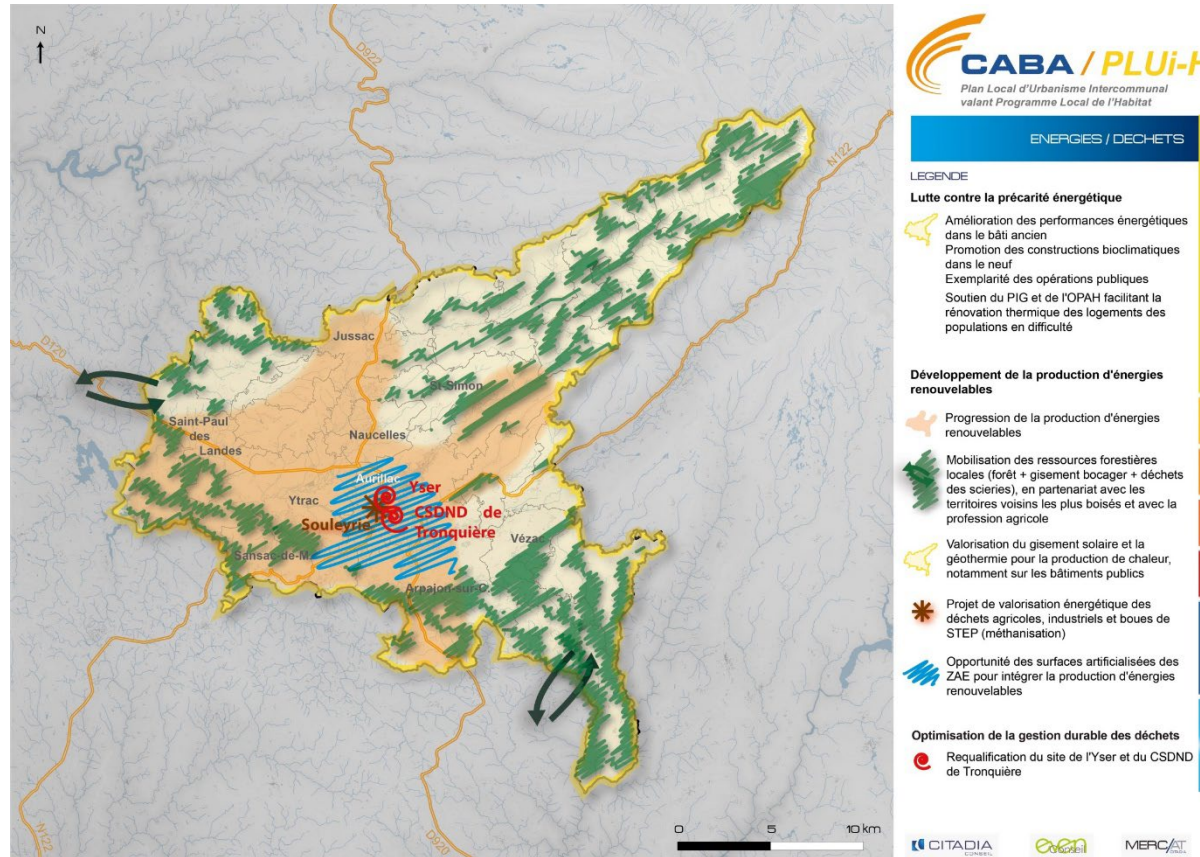 N
D922
N122
D120
Jussac
St-Simon
Saint-Paul
des
Landes
Naucelles
Aurillac
Yser
Ytrac
CSDND de
Souleyrie
Tronquière
Vézac
Sansac-de-M.
Arpajon-sur-C.
N122
D920
0 5 10 km
CABA / PLUi-H
Plan Local d'Urbanisme Intercommunal
valant Programme Local de l'Habitat
ENERGIES / DECHETS
LEGENDE
Lutte contre la précarité énergétique
Amélioration des performances énergétiques
dans le bâti ancien
Promotion des constructions bioclimatiques
dans le neuf
Exemplarité des opérations publiques
Soutien du PIG et de l'OPAH facilitant la
rénovation thermique des logements des
populations en difficulté
Développement de la production d'énergies
renouvelables
Progression de la production d'énergies
renouvelables
Mobilisation des ressources forestières
locales (forêt + gisement bocager + déchets
des scieries), en partenariat avec les
territoires voisins les plus boisés et avec la
profession agricole
Valorisation du gisement solaire et la
géothermie pour la production de chaleur,
notamment sur les bâtiments publics
Projet de valorisation énergétique des
déchets agricoles, industriels et boues de
STEP (méthanisation)
Opportunité des surfaces artificialisées des
ZAE pour intégrer la production d'énergies
renouvelables
Optimisation de la gestion durable des déchets
Requalification du site de l'Yser et du CSDND
de Tronquière
CITADIA
CONSEIL
even
Conseil
MERC/AT